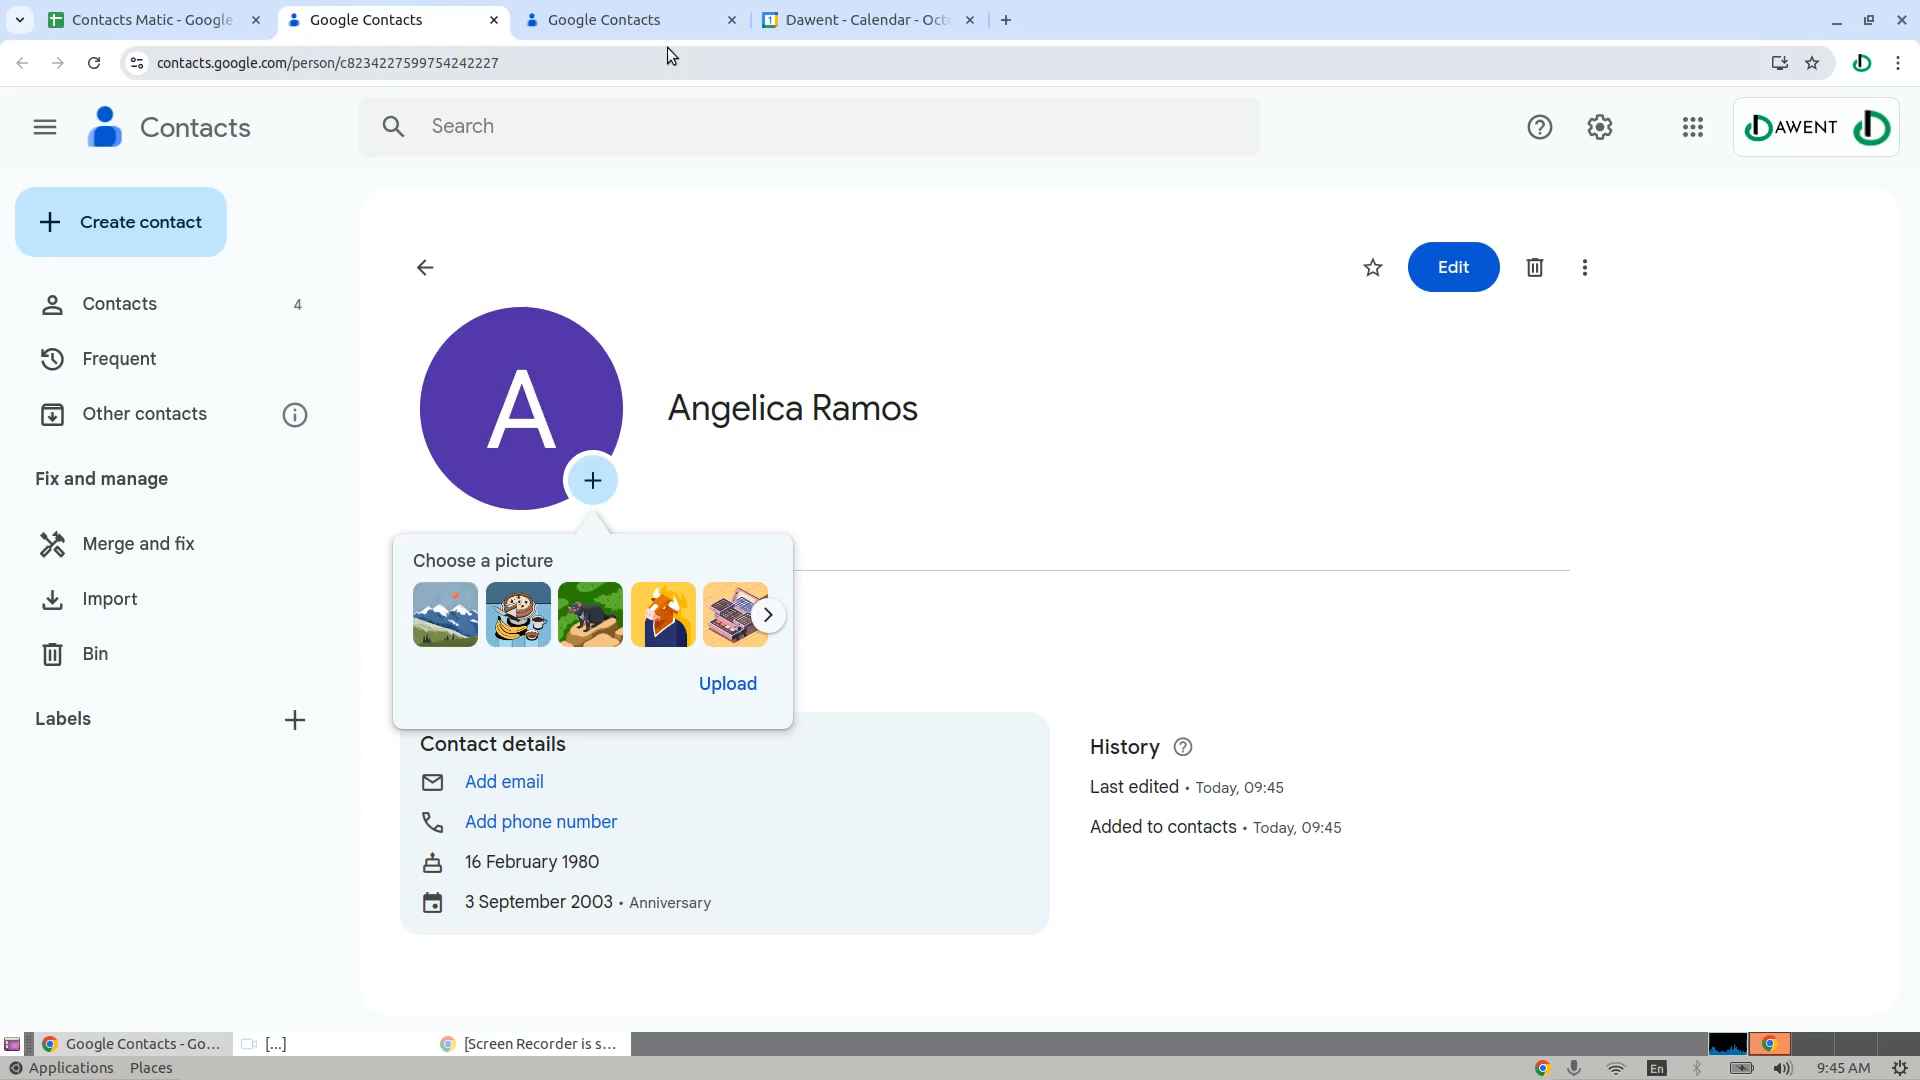 Contacts Matic - Google
Google Contacts
Google Contacts
Dawent - Calendar - Octo
contacts.google.com/person/c8234227599754242227
Contacts
Search
DAWENT
Create contact
Contacts 4
Frequent
Other contacts
Fix and manage
Merge and fix
Import
Bin
Labels
Edit
A
Angelica Ramos
Choose a picture
Upload
Contact details
Add email
Add phone number
16 February 1980
3 September 2003 • Anniversary
History
Last edited • Today, 09:45
Added to contacts • Today, 09:45
Google Contacts - Go...
[...]
[Screen Recorder is s...
Applications Places
En
9:45 AM